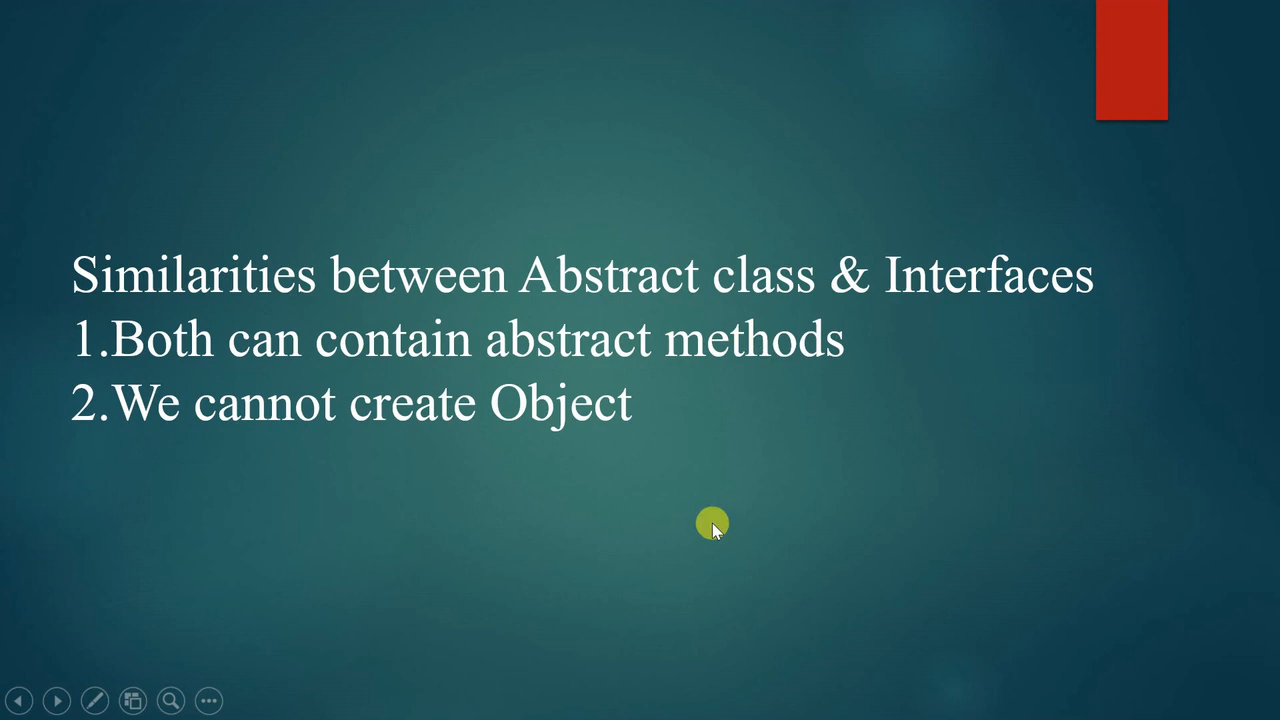 Similarities between Abstract class & Interfaces
1.Both can contain abstract methods
2.We cannot create Object